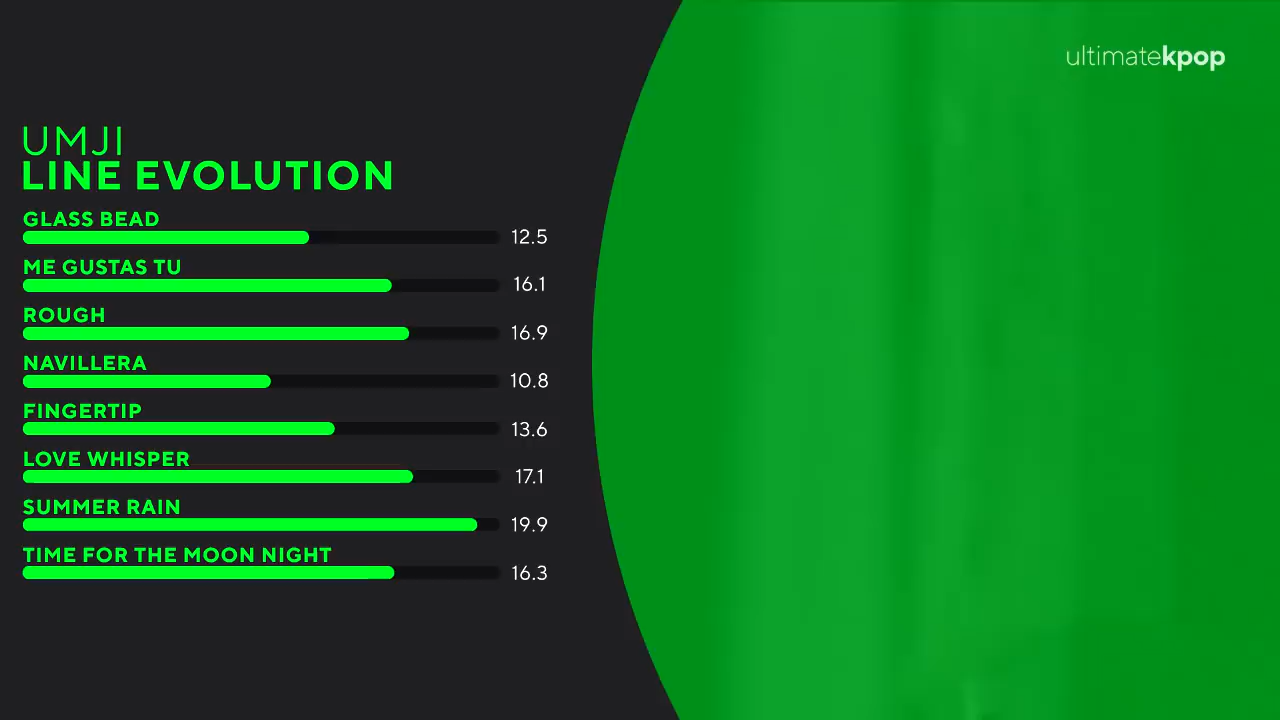 ultimatekpop
UMJI
LINE EVOLUTION
GLASS BEAD
12.5
ME GUSTAS TU
16.1
ROUGH
16.9
NAVILLERA
10.8
FINGERTIP
13.6
LOVE WHISPER
17.1
SUMMER RAIN
19.9
TIME FOR THE MOON NIGHT
16.3